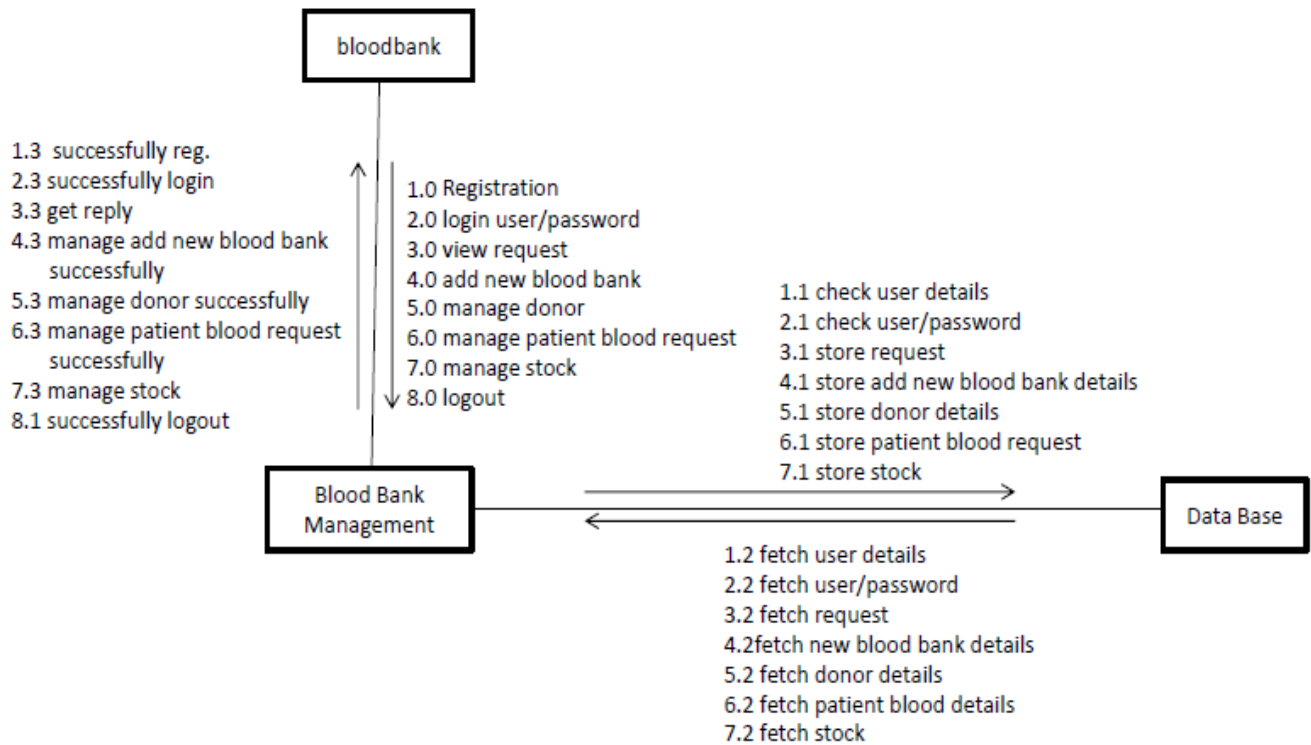 bloodbank
1.3 successfully reg.
2.3 successfully login
3.3 get reply
4.3 manage add new blood bank
successfully
5.3 manage donor successfully
6.3 manage patient blood request
successfully
7.3 manage stock
8.1 successfully logout
1.0 Registration
2.0 login user/password
3.0 view request
4.0 add new blood bank
5.0 manage donor
6.0 manage patient blood request
7.0 manage stock
8.0 logout
1.1 check user details
2.1 check user/password
3.1 store request
4.1 store add new blood bank details
5.1 store donor details
6.1 store patient blood request
7.1 store stock
Blood Bank
Management
Data Base
1.2 fetch user details
2.2 fetch user/password
3.2 fetch request
4.2fetch new blood bank details
5.2 fetch donor details
6.2 fetch patient blood details
7.2 fetch stock